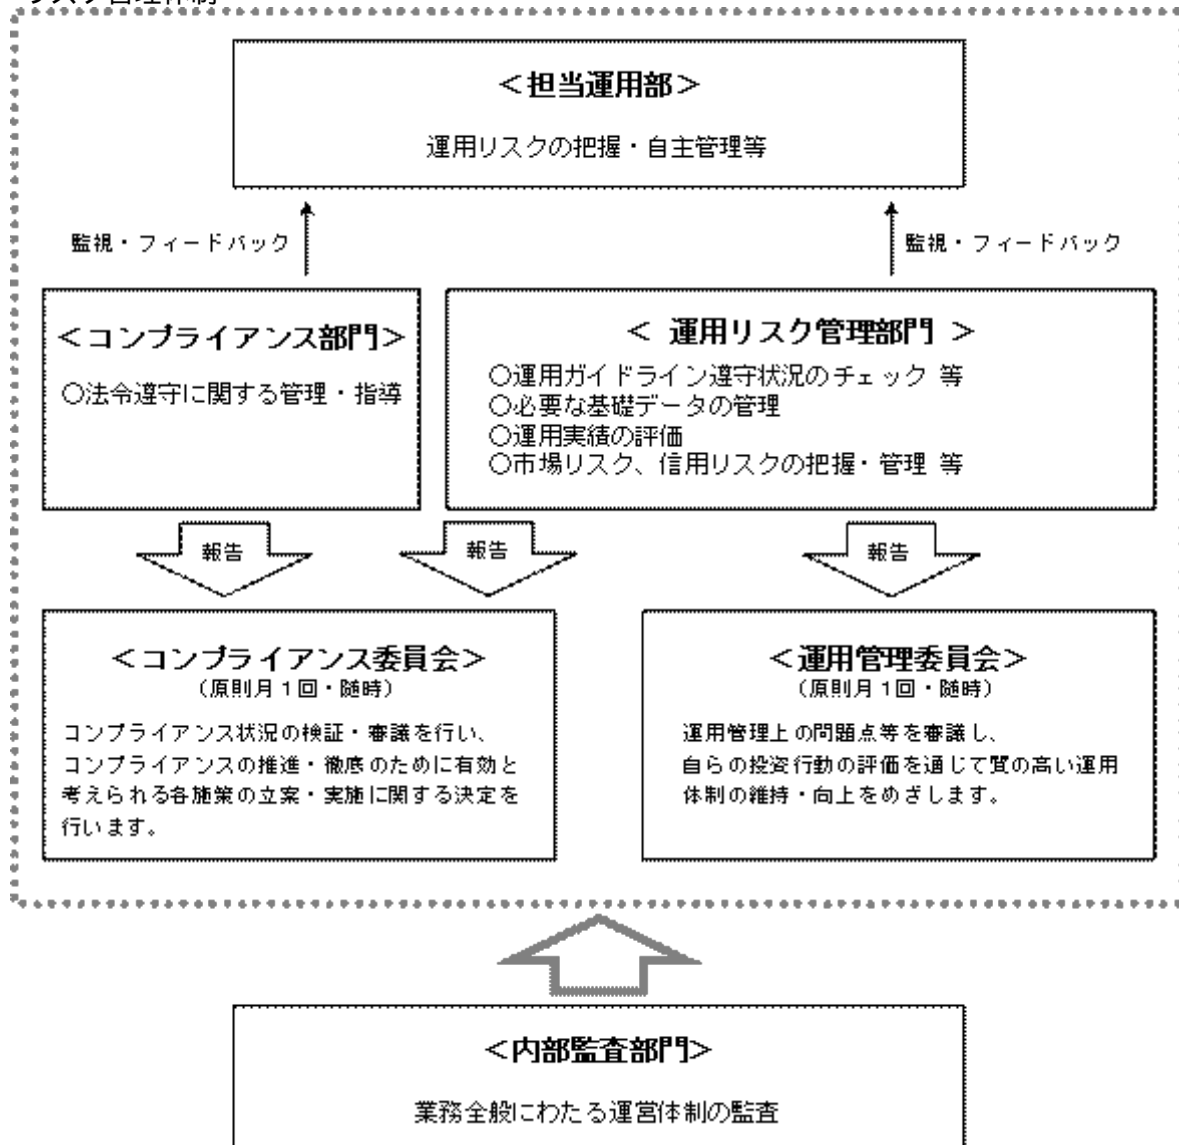 リスク管理体制
＜担当運用部＞
運用リスクの把握・自主管理等
監視・フィードバック
監視・フィードバック
＜コンプライアンス部門＞
○法令遵守に関する管理・指導
＜ 運用リスク管理部門 ＞
○運用ガイドライン遵守状況のチェック 等
○必要な基礎データの管理
○運用実績の評価
○市場リスク、信用リスクの把握・管理 等
報告
報告
報告
＜コンプライアンス委員会＞
（原則月１回・随時）
コンプライアンス状況の検証・審議を行い、
コンプライアンスの推進・徹底のために有効と
考えられる各施策の立案・実施に関する決定を
行います。
＜運用管理委員会＞
（原則月１回・随時）
運用管理上の問題点等を審議し、
自らの投資行動の評価を通じて質の高い運用
体制の維持・向上をめざします。
＜内部監査部門＞
業務全般にわたる運営体制の監査